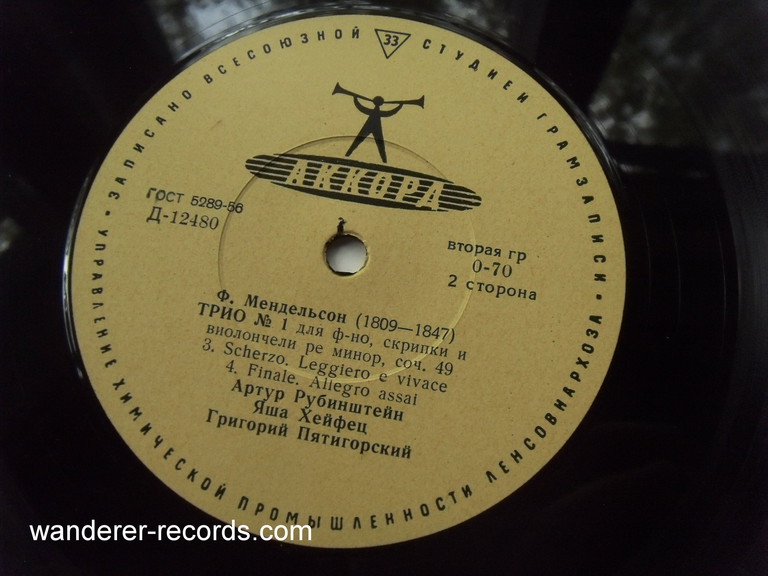 ЗАПИСАНО ВСЕСОЮЗНОЙ 33 СТУДИЕЙ ГРАМЗАПИСИ
УПРАВЛЕНИЕ ХИМИЧЕСКОЙ ПРОМЫШЛЕННОСТИ ЛЕНСОВНАРХОЗА
АККОРД
ГОСТ 5289-56
Д-12480
вторая гр
0-70
2 сторона
Ф. Мендельсон (1809—1847)
ТРИО № 1 для ф-но, скрипки и
виолончели ре минор, соч. 49
3. Scherzo. Leggiero e vivace
4. Finale. Allegro assai
Артур Рубинштейн
Яша Хейфец
Григорий Пятигорский
wanderer-records.com